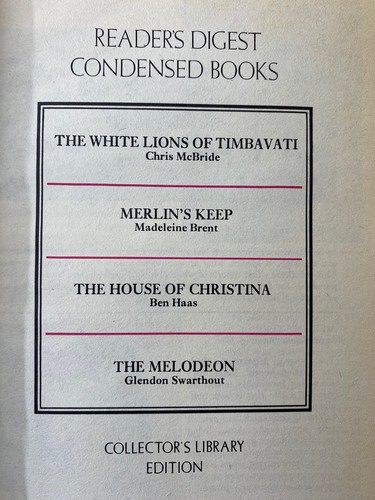 READER'S DIGEST
CONDENSED BOOKS
THE WHITE LIONS OF TIMBAVATI
Chris McBride
MERLIN'S KEEP
Madeleine Brent
THE HOUSE OF CHRISTINA
Ben Haas
THE MELODEON
Glendon Swarthout
COLLECTOR'S LIBRARY
EDITION